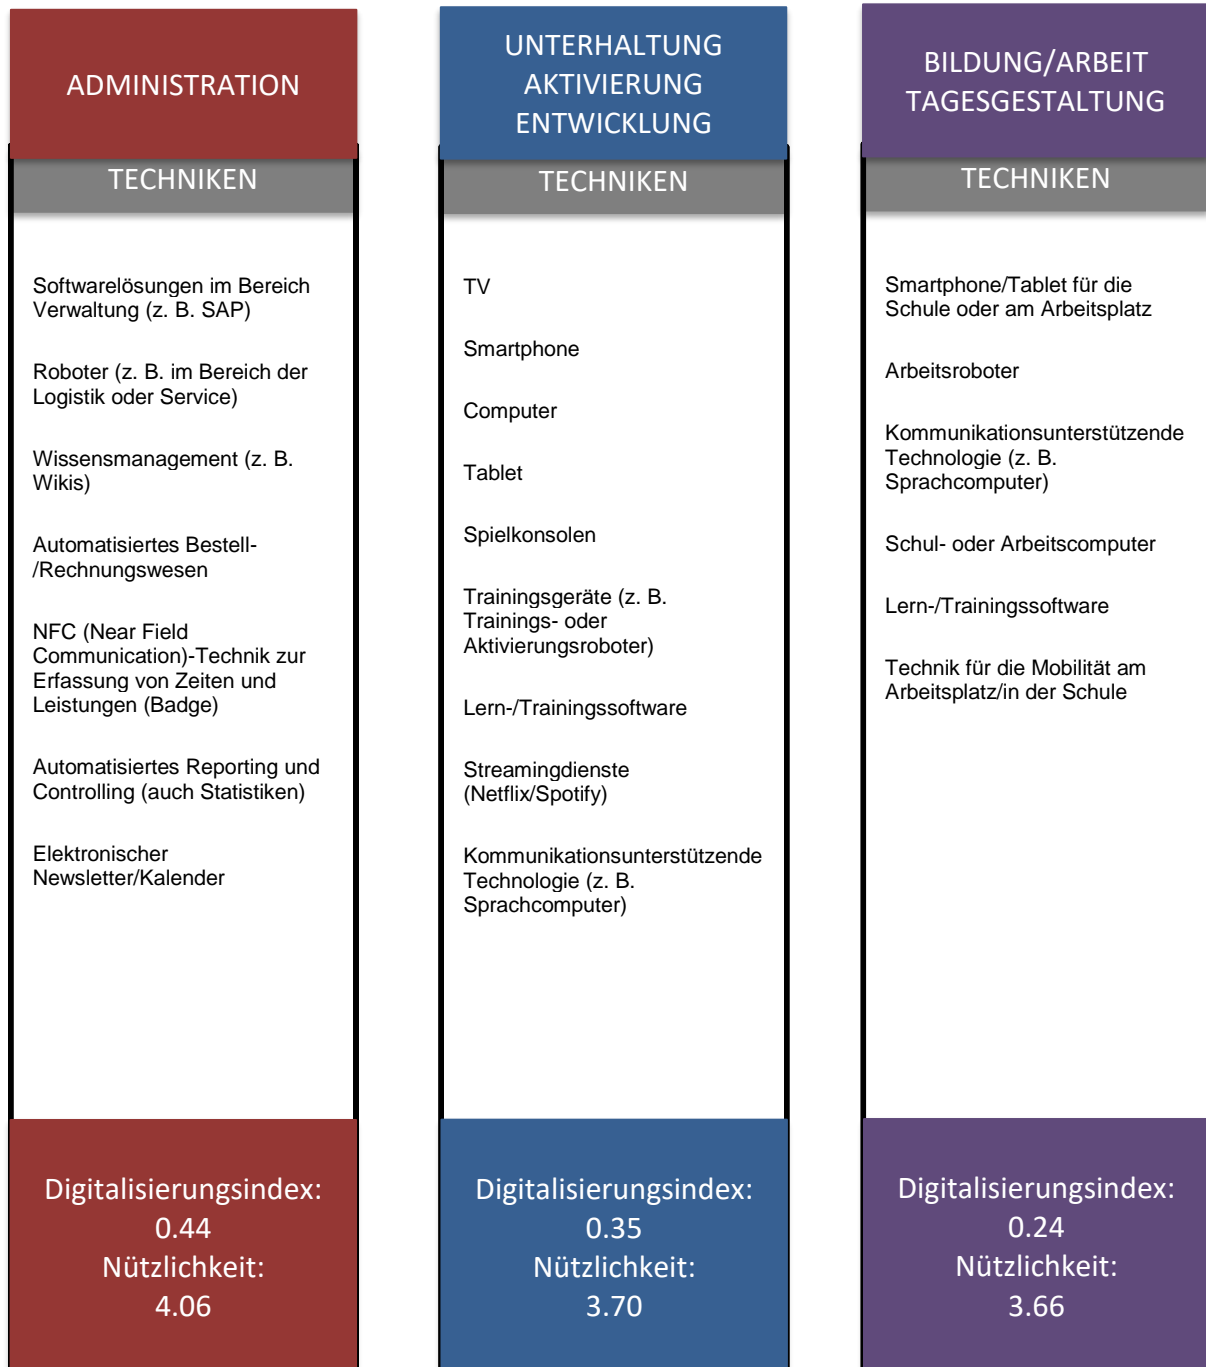 ADMINISTRATION
TECHNIKEN
Softwarelösungen im Bereich
Verwaltung (z. B. SAP)
Roboter (z. B. im Bereich der
Logistik oder Service)
Wissensmanagement (z. B.
Wikis)
Automatisiertes Bestell-
/Rechnungswesen
NFC (Near Field
Communication)-Technik zur
Erfassung von Zeiten und
Leistungen (Badge)
Automatisiertes Reporting und
Controlling (auch Statistiken)
Elektronischer
Newsletter/Kalender
Digitalisierungsindex:
0.44
Nützlichkeit:
4.06
UNTERHALTUNG
AKTIVIERUNG
ENTWICKLUNG
TECHNIKEN
TV
Smartphone
Computer
Tablet
Spielkonsolen
Trainingsgeräte (z. B.
Trainings- oder
Aktivierungsroboter)
Lern-/Trainingssoftware
Streamingdienste
(Netflix/Spotify)
Kommunikationsunterstützende
Technologie (z. B.
Sprachcomputer)
Digitalisierungsindex:
0.35
Nützlichkeit:
3.70
BILDUNG/ARBEIT
TAGESGESTALTUNG
TECHNIKEN
Smartphone/Tablet für die
Schule oder am Arbeitsplatz
Arbeitsroboter
Kommunikationsunterstützende
Technologie (z. B.
Sprachcomputer)
Schul- oder Arbeitscomputer
Lern-/Trainingssoftware
Technik für die Mobilität am
Arbeitsplatz/in der Schule
Digitalisierungsindex:
0.24
Nützlichkeit:
3.66